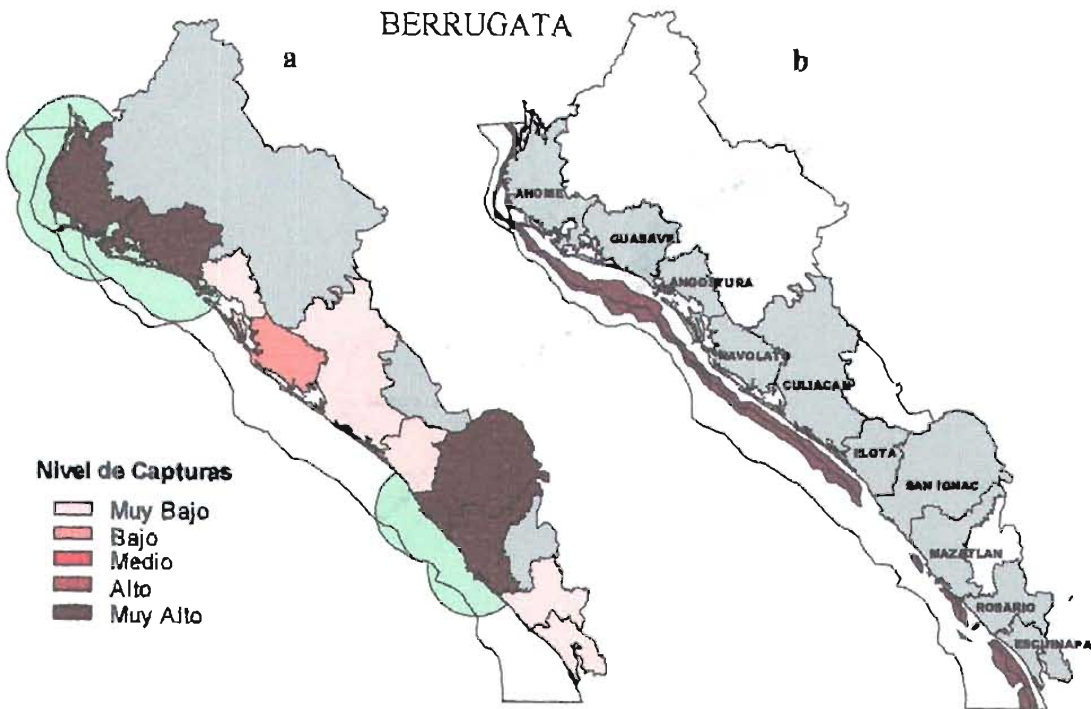 BERRUGATA
a
b
Nivel de Capturas
Muy Bajo
Bajo
Medio
Alto
Muy Alto
AHOME
GUASAVE
ANGOSTURA
NAVOLATO
CULIACAN
ELOTA
SAN IGNAC
MAZATLAN
ROSARIO
ESCUINAPA